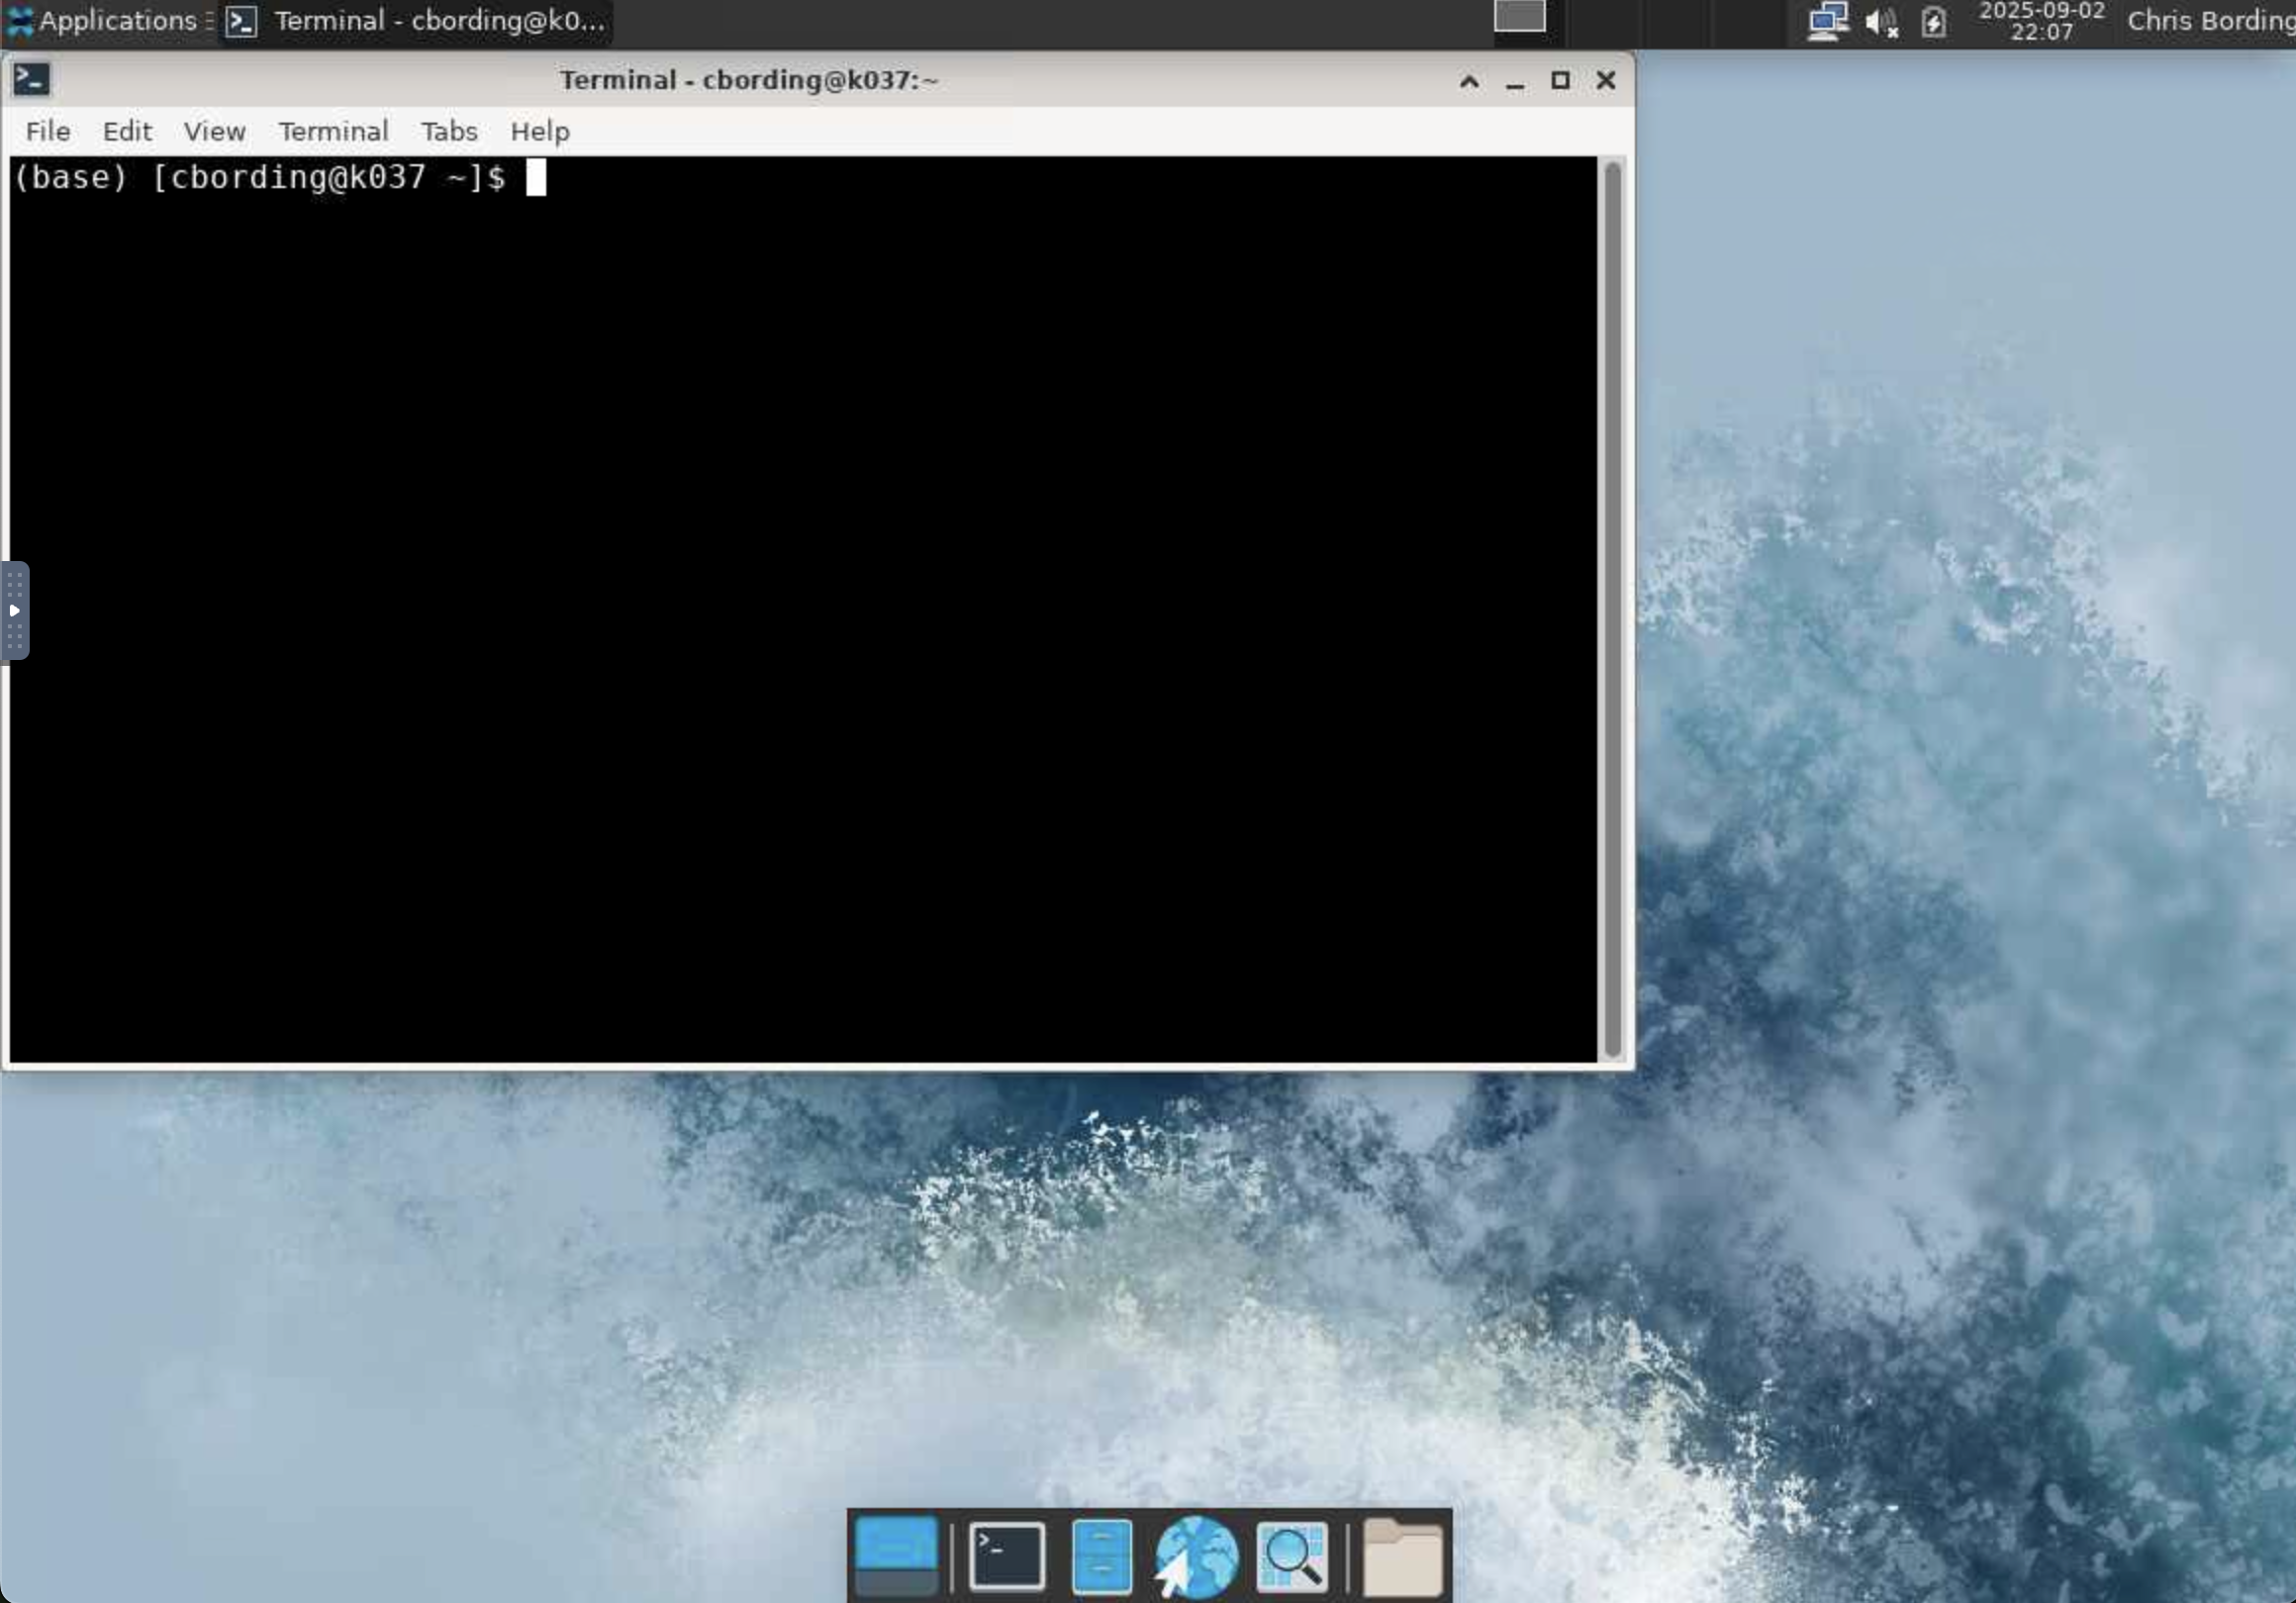 Applications
Terminal - cbording@k0...
2025-09-02
22:07
Chris Bording
Terminal - cbording@k037:~
File Edit View Terminal Tabs Help
(base) [cbording@k037 ~]$